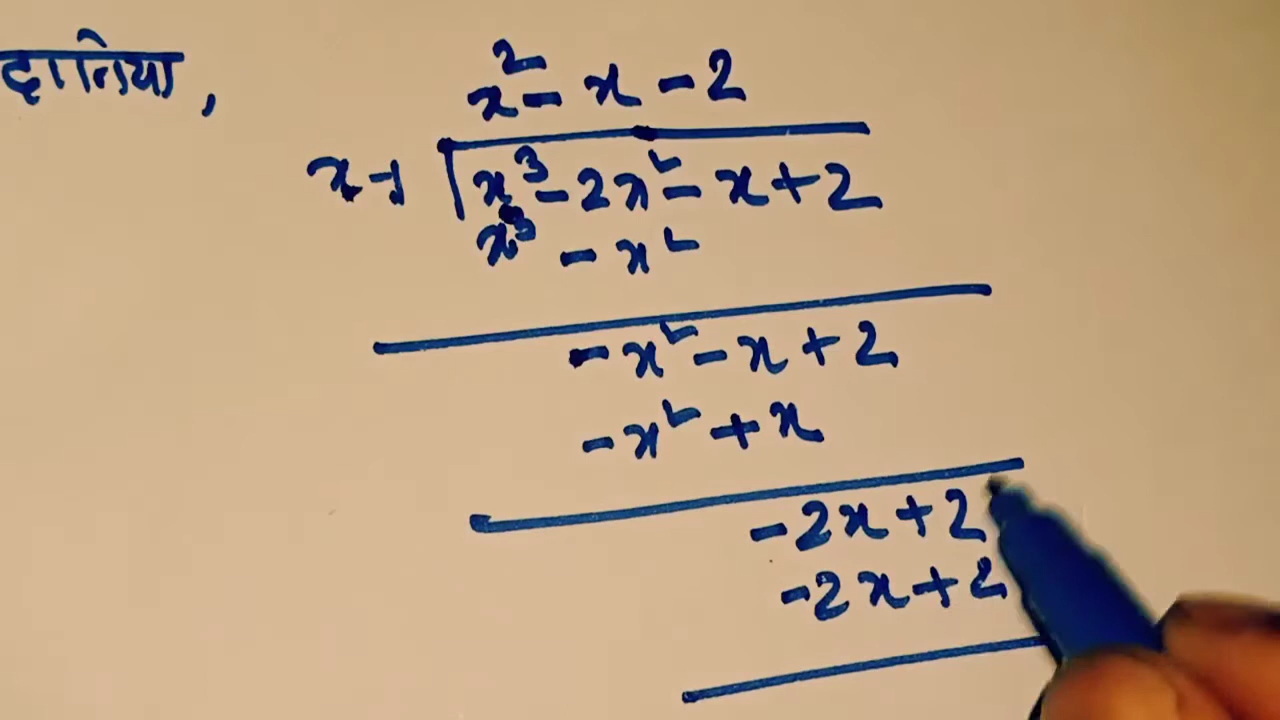 हानिया,
x² - x - 2
x-1 √x³ - 2x² - x + 2
x³ - x²
-x² - x + 2
-x² + x
-2x + 2
-2x + 2